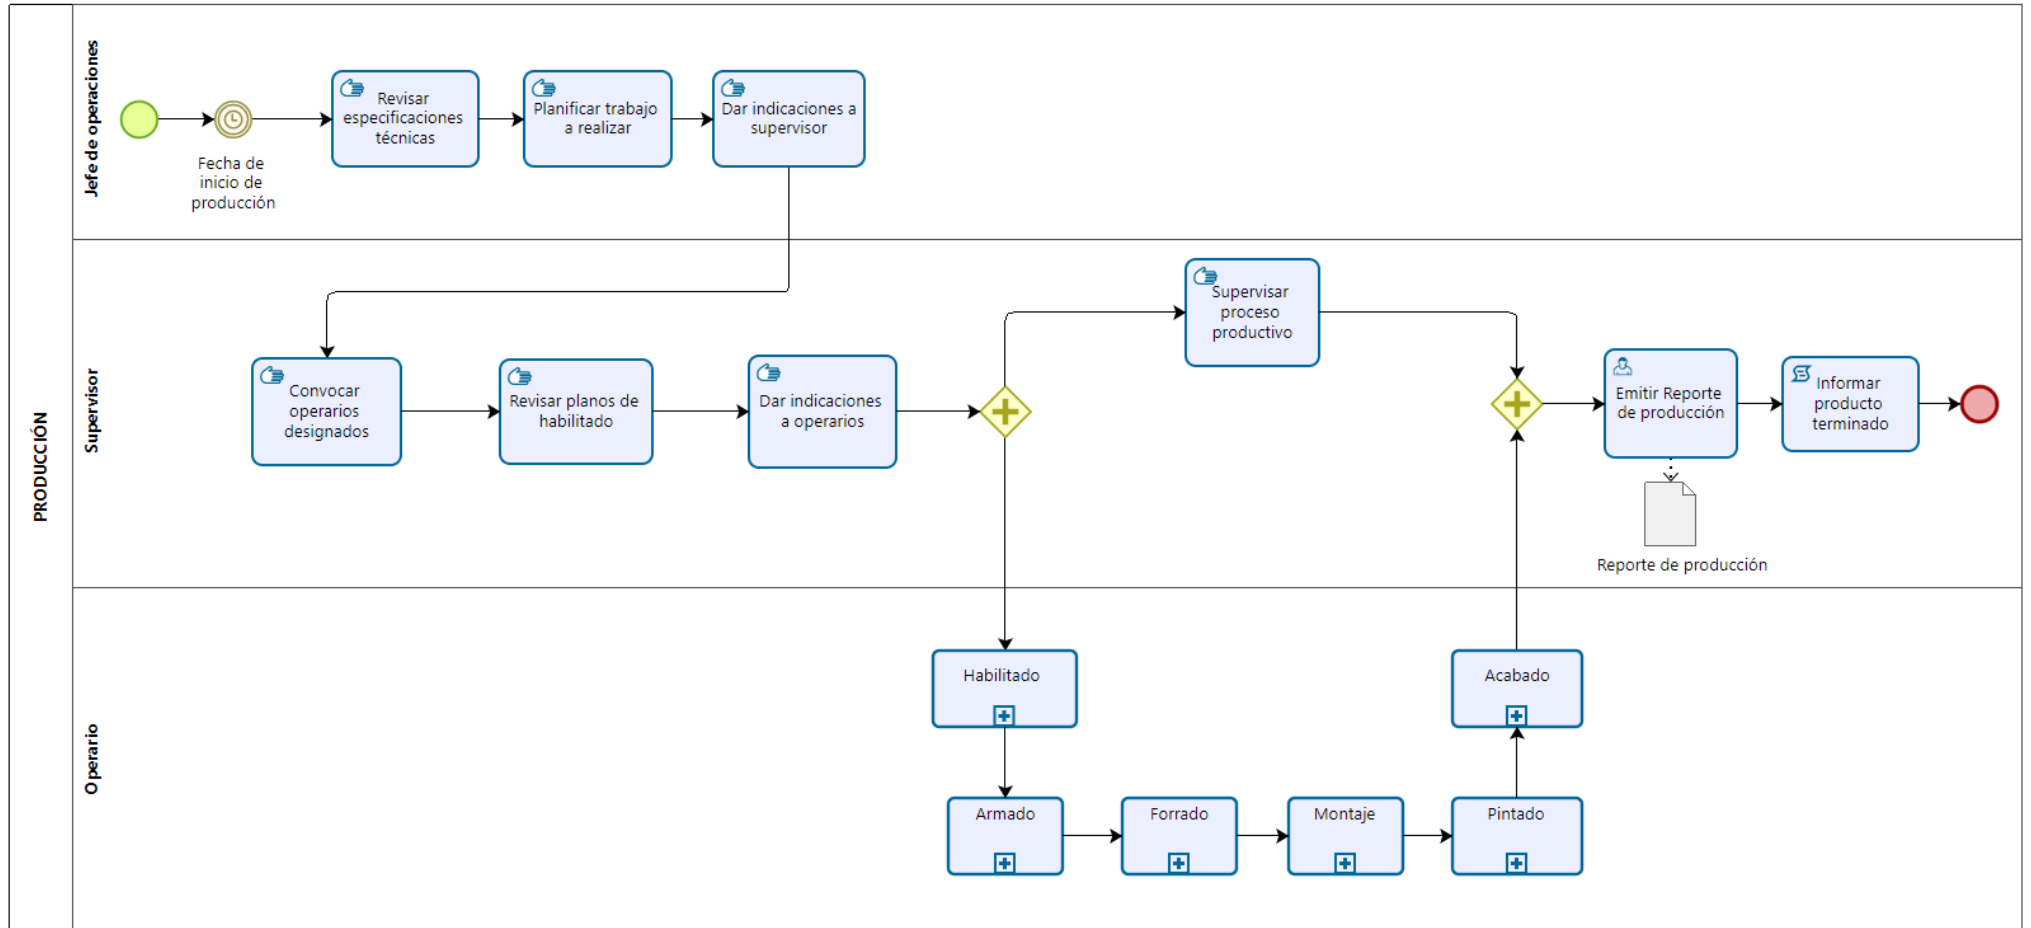 PRODUCCIÓN
Jefe de operaciones
Fecha de
inicio de
producción
Revisar
especificaciones
técnicas
Planificar trabajo
a realizar
Dar indicaciones a
supervisor
Supervisor
Convocar
operarios
designados
Revisar planos de
habilitado
Dar indicaciones
a operarios
Supervisar
proceso
productivo
Emitir Reporte
de producción
Reporte de producción
Informar
producto
terminado
Operario
Habilitado
Armado
Forrado
Montaje
Pintado
Acabado